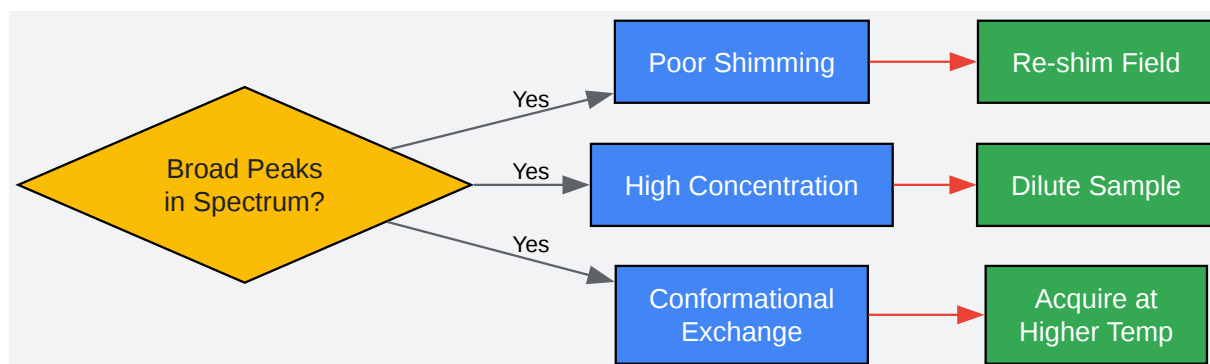 Broad Peaks
in Spectrum?
Yes
Poor Shimming
Re-shim Field
Yes
High Concentration
Dilute Sample
Yes
Conformational
Exchange
Acquire at
Higher Temp